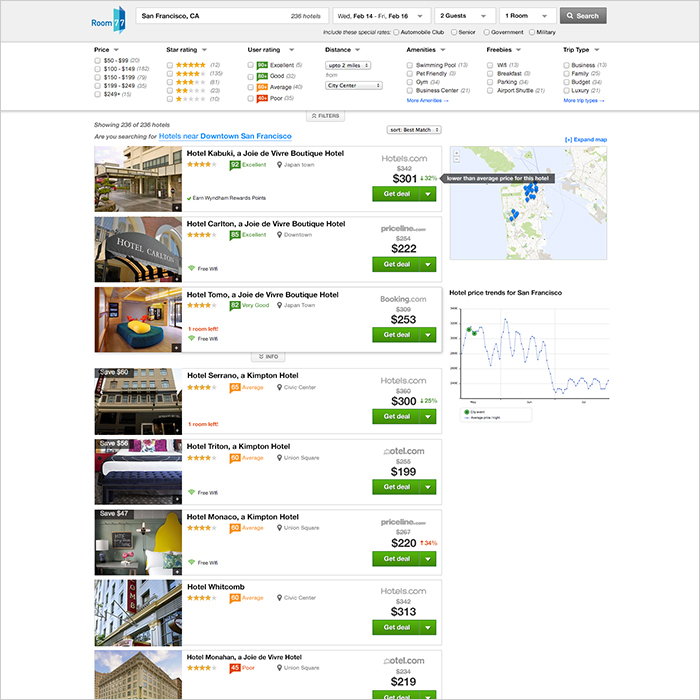 Room 77
San Francisco, CA
236 hotels
Wed, Feb 14 - Fri, Feb 16
2 Guests
1 Room
Search
Include these special rates: Automobile Club Senior Government Military
Price
$50 - $99 (20)
$100 - $149 (182)
$150 - $199 (79)
$199 - $249 (35)
$249+ (15)
Star rating
(12)
(135)
(81)
(23)
(10)
User rating
90+ Excellent (5)
80+ Good (32)
60+ Average (40)
40+ Poor (35)
Distance
upto 2 miles
from
City Center
Amenities
Swimming Pool (13)
Pet Friendly (3)
Gym (34)
Business Center (21)
More Amenities →
Freebies
Wifi (13)
Breakfast (3)
Parking (34)
Airport Shuttle (21)
Trip Type
Business (13)
Family (25)
Budget (34)
Luxury (21)
More trip types →
FILTERS
Showing 236 of 236 hotels
Are you searching for Hotels near Downtown San Francisco
sort: Best Match
[+] Expand map
Hotel Kabuki, a Joie de Vivre Boutique Hotel
92 Excellent
Japan town
Earn Wyndham Rewards Points
Hotels.com
$342
$301 32%
lower than average price for this hotel
Get deal
Hotel Carlton, a Joie de Vivre Boutique Hotel
HOTEL CARLTON
85 Excellent
Downtown
Free Wifi
priceline.com
$254
$222
Get deal
Hotel Tomo, a Joie de Vivre Boutique Hotel
82 Very Good
Japan Town
1 room left!
Free Wifi
Booking.com
$309
$253
Get deal
INFO
Hotel price trends for San Francisco
Save $60
Hotel Serrano, a Kimpton Hotel
65 Average
Civic Center
1 room left!
Hotels.com
$360
$300 25%
Get deal
Save $56
Hotel Triton, a Kimpton Hotel
60 Average
Union Square
Free Wifi
otel.com
$255
$199
Get deal
Save $47
Hotel Monaco, a Kimpton Hotel
60 Average
Union Square
Free Wifi
priceline.com
$267
$220 34%
Get deal
Hotel Whitcomb
60 Average
Civic Center
Hotels.com
$342
$313
Get deal
Hotel Monahan, a Joie de Vivre Hotel
45 Poor
Union Square
otel.com
$234
$219
Get deal